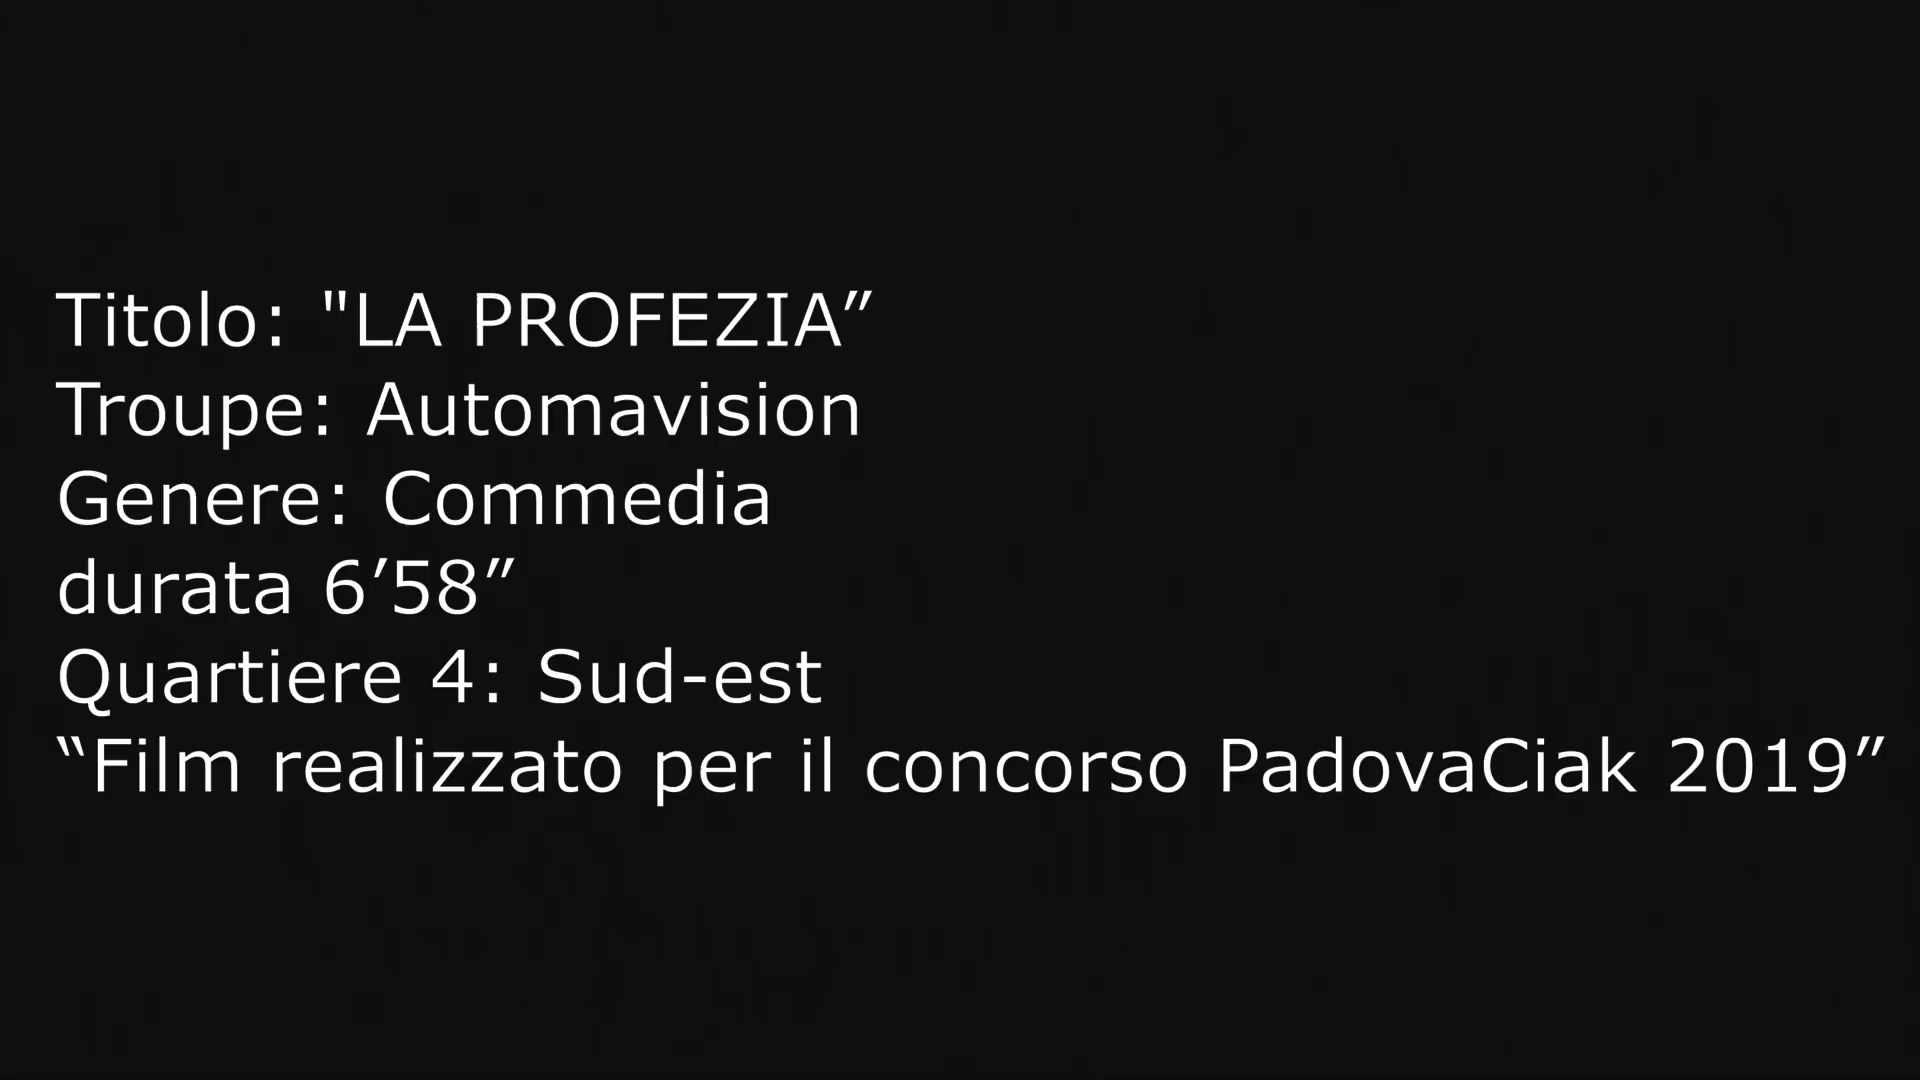 Titolo: "LA PROFEZIA”
Troupe: Automavision
Genere: Commedia
durata 6’58”
Quartiere 4: Sud-est
“Film realizzato per il concorso PadovaCiak 2019”